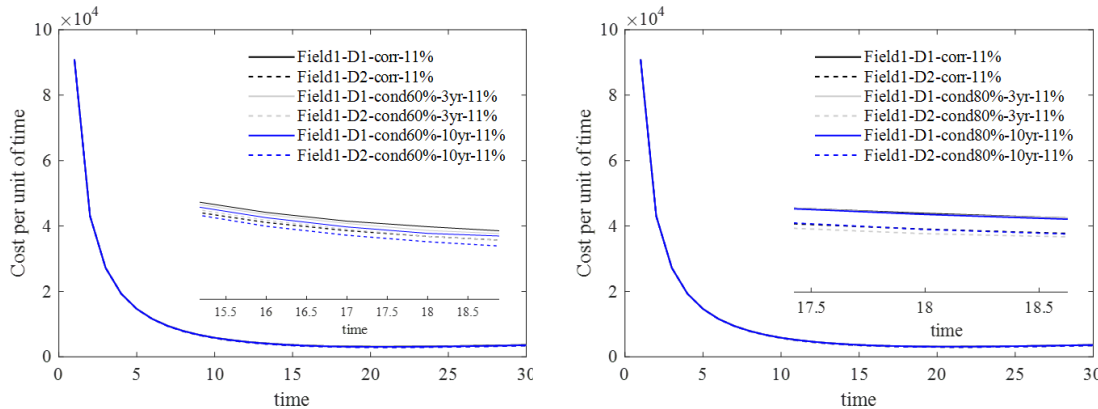 ×10⁴
10
8
6
4
2
0
Cost per unit of time
Field1-D1-corr-11%
Field1-D2-corr-11%
Field1-D1-cond60%-3yr-11%
Field1-D2-cond60%-3yr-11%
Field1-D1-cond60%-10yr-11%
Field1-D2-cond60%-10yr-11%
15.5 16 16.5 17 17.5 18 18.5
time
0 5 10 15 20 25 30
time
×10⁴
10
8
6
4
2
0
Cost per unit of time
Field1-D1-corr-11%
Field1-D2-corr-11%
Field1-D1-cond80%-3yr-11%
Field1-D2-cond80%-3yr-11%
Field1-D1-cond80%-10yr-11%
Field1-D2-cond80%-10yr-11%
17.5 18 18.5
time
0 5 10 15 20 25 30
time